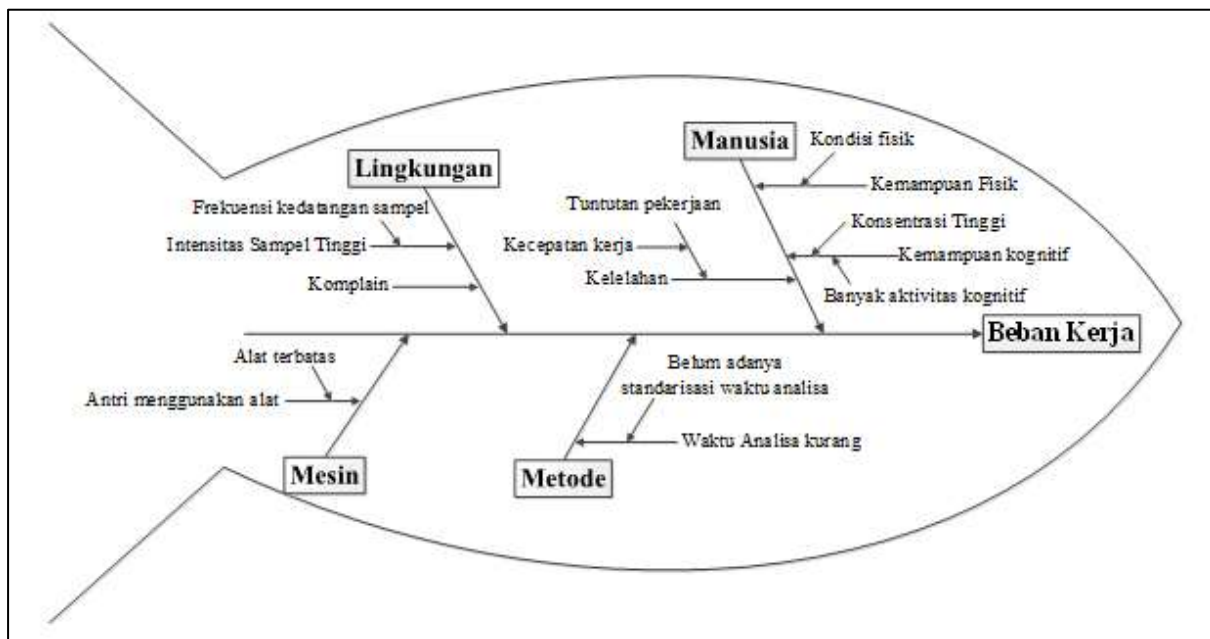 Manusia
Kondisi fisik
Lingkungan
Kemampuan Fisik
Frekuensi kedatangan sampel
Tuntutan pekerjaan
Konsentrasi Tinggi
Intensitas Sampel Tinggi
Kecepatan kerja
Kemampuan kognitif
Komplain
Kelelahan
Banyak aktivitas kognitif
Beban Kerja
Alat terbatas
Belum adanya
standarisasi waktu analisa
Antri menggunakan alat
Waktu Analisa kurang
Mesin
Metode